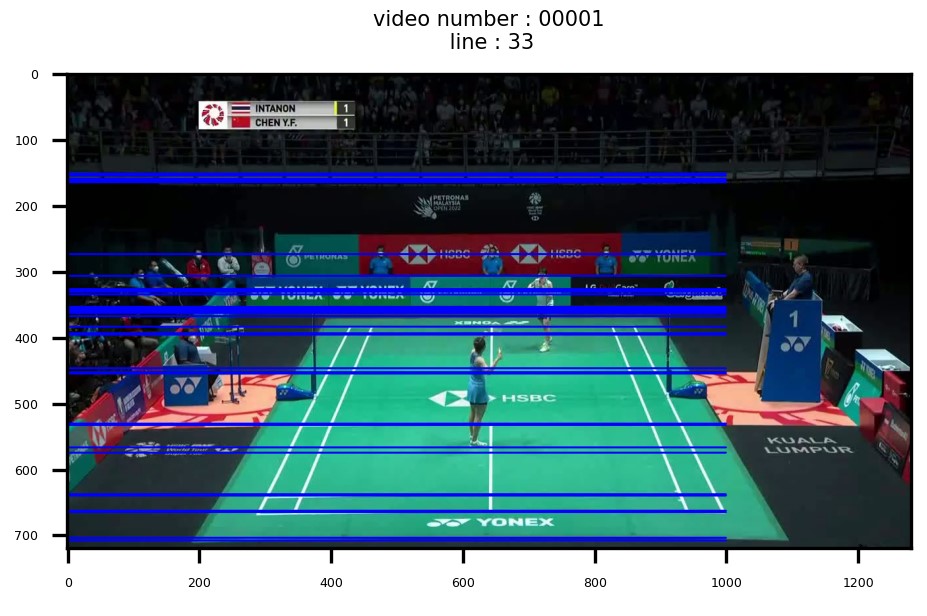 video number : 00001
line : 33
0
INTANON 1
CHEN Y.F. 1
100
200
PETRONAS
MALAYSIA
OPEN 2022
PETRONAS
HSBC
HSBC
YONEX
300
YONEX
YONEX
YONEX
1
400
HSBC
500
KUALA
LUMPUR
600
YONEX
700
0 200 400 600 800 1000 1200